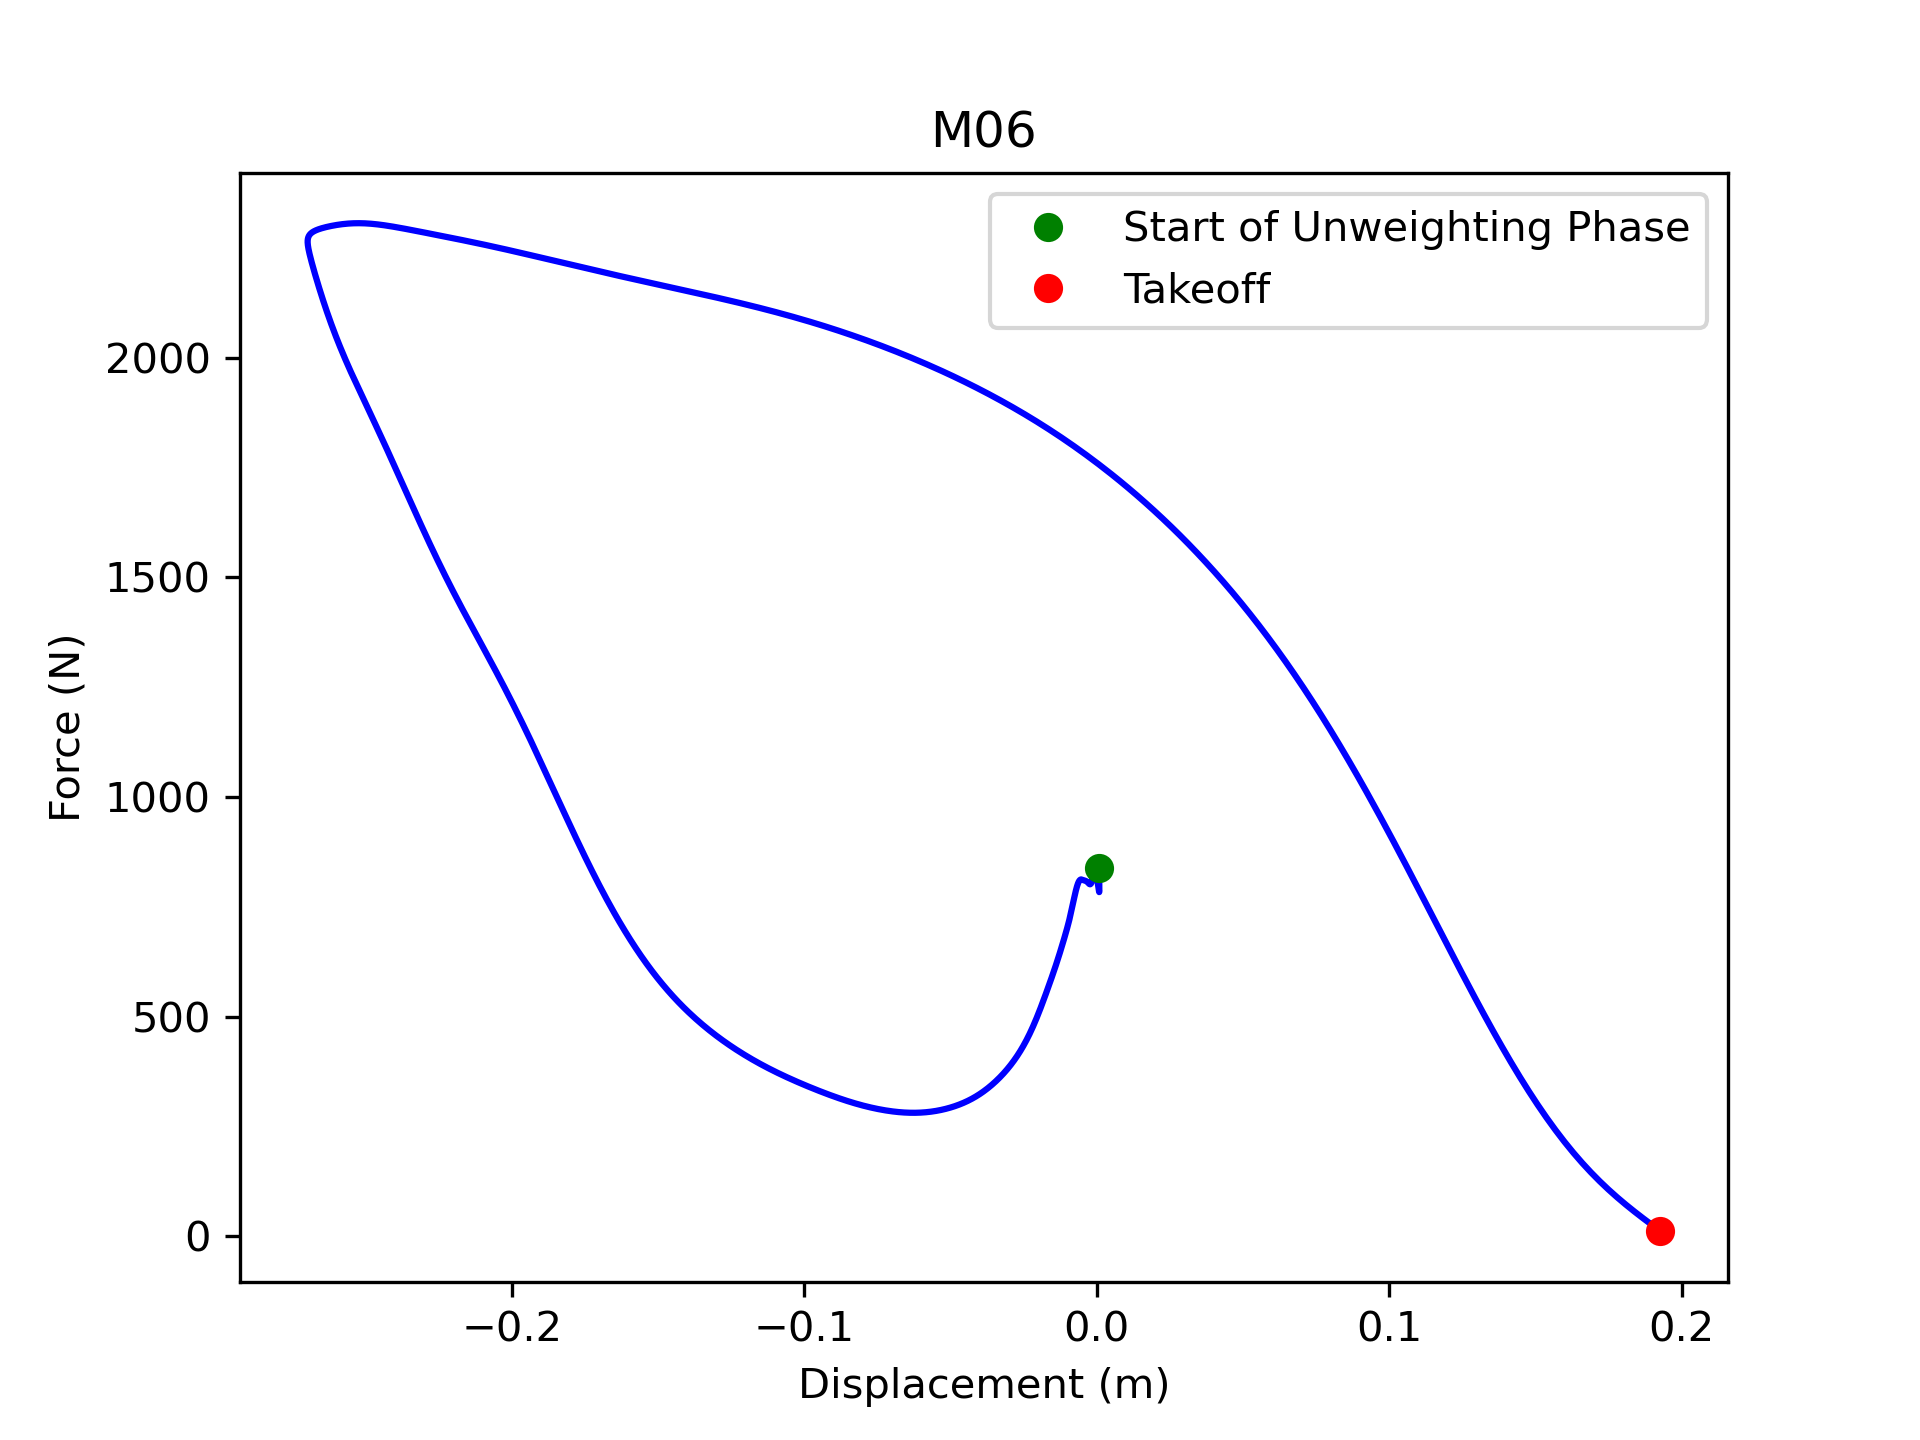 M06
Start of Unweighting Phase
Takeoff
2000
1500
1000
500
0
Force (N)
−0.2 −0.1 0.0 0.1 0.2
Displacement (m)